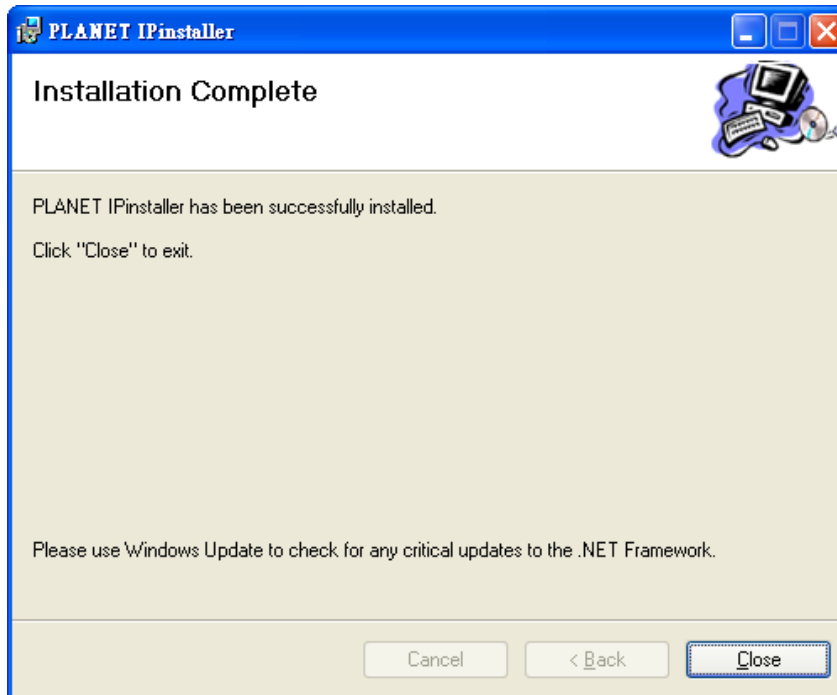 PLANET IPinstaller
Installation Complete
PLANET IPinstaller has been successfully installed.
Click "Close" to exit.
Please use Windows Update to check for any critical updates to the .NET Framework.
Cancel
< Back
Close